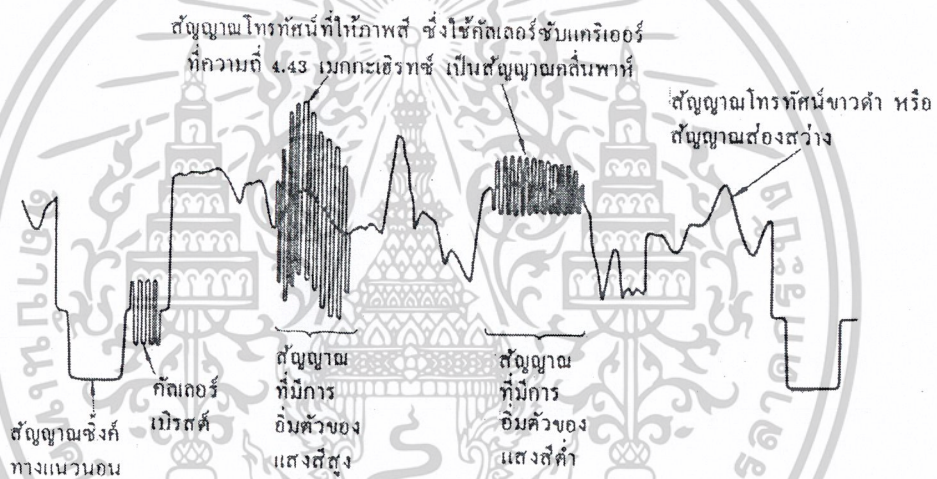 สัญญาณโทรทัศน์ที่ให้ภาพสี ซึ่งใช้คัลเลอร์ซับแคริเออร์
ที่ความถี่ 4.43 เมกกะเฮิรทซ์ เป็นสัญญาณคลื่นพาห์
สัญญาณโทรทัศน์ขาวดำ หรือ
สัญญาณส่องสว่าง
คัลเลอร์
เบิรสต์
สัญญาณซิ้งค์
ทางแนวนอน
สัญญาณ
ที่มีการ
อิ่มตัวของ
แสงสีสูง
สัญญาณ
ที่มีการ
อิ่มตัวของ
แสงสีต่ำ